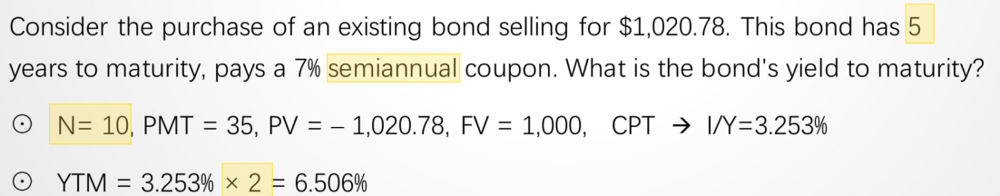 Consider the purchase of an existing bond selling for $1,020.78. This bond has 5
years to maturity, pays a 7% semiannual coupon. What is the bond's yield to maturity?
⊙ N= 10, PMT = 35, PV = – 1,020.78, FV = 1,000, CPT → I/Y=3.253%
⊙ YTM = 3.253% × 2 = 6.506%